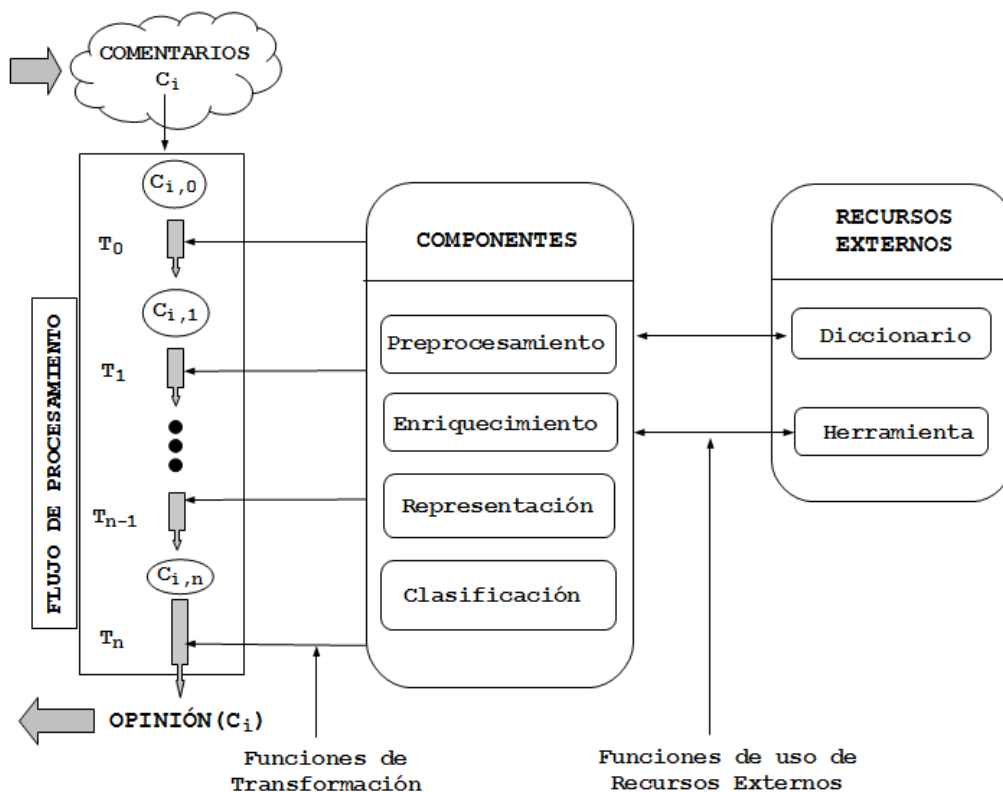 COMENTARIOS
Ci
Ci,0
T0
Ci,1
T1
Tn-1
Ci,n
Tn
FLUJO DE PROCESAMIENTO
OPINIÓN(Ci)
COMPONENTES
Preprocesamiento
Enriquecimiento
Representación
Clasificación
RECURSOS
EXTERNOS
Diccionario
Herramienta
Funciones de
Transformación
Funciones de uso de
Recursos Externos